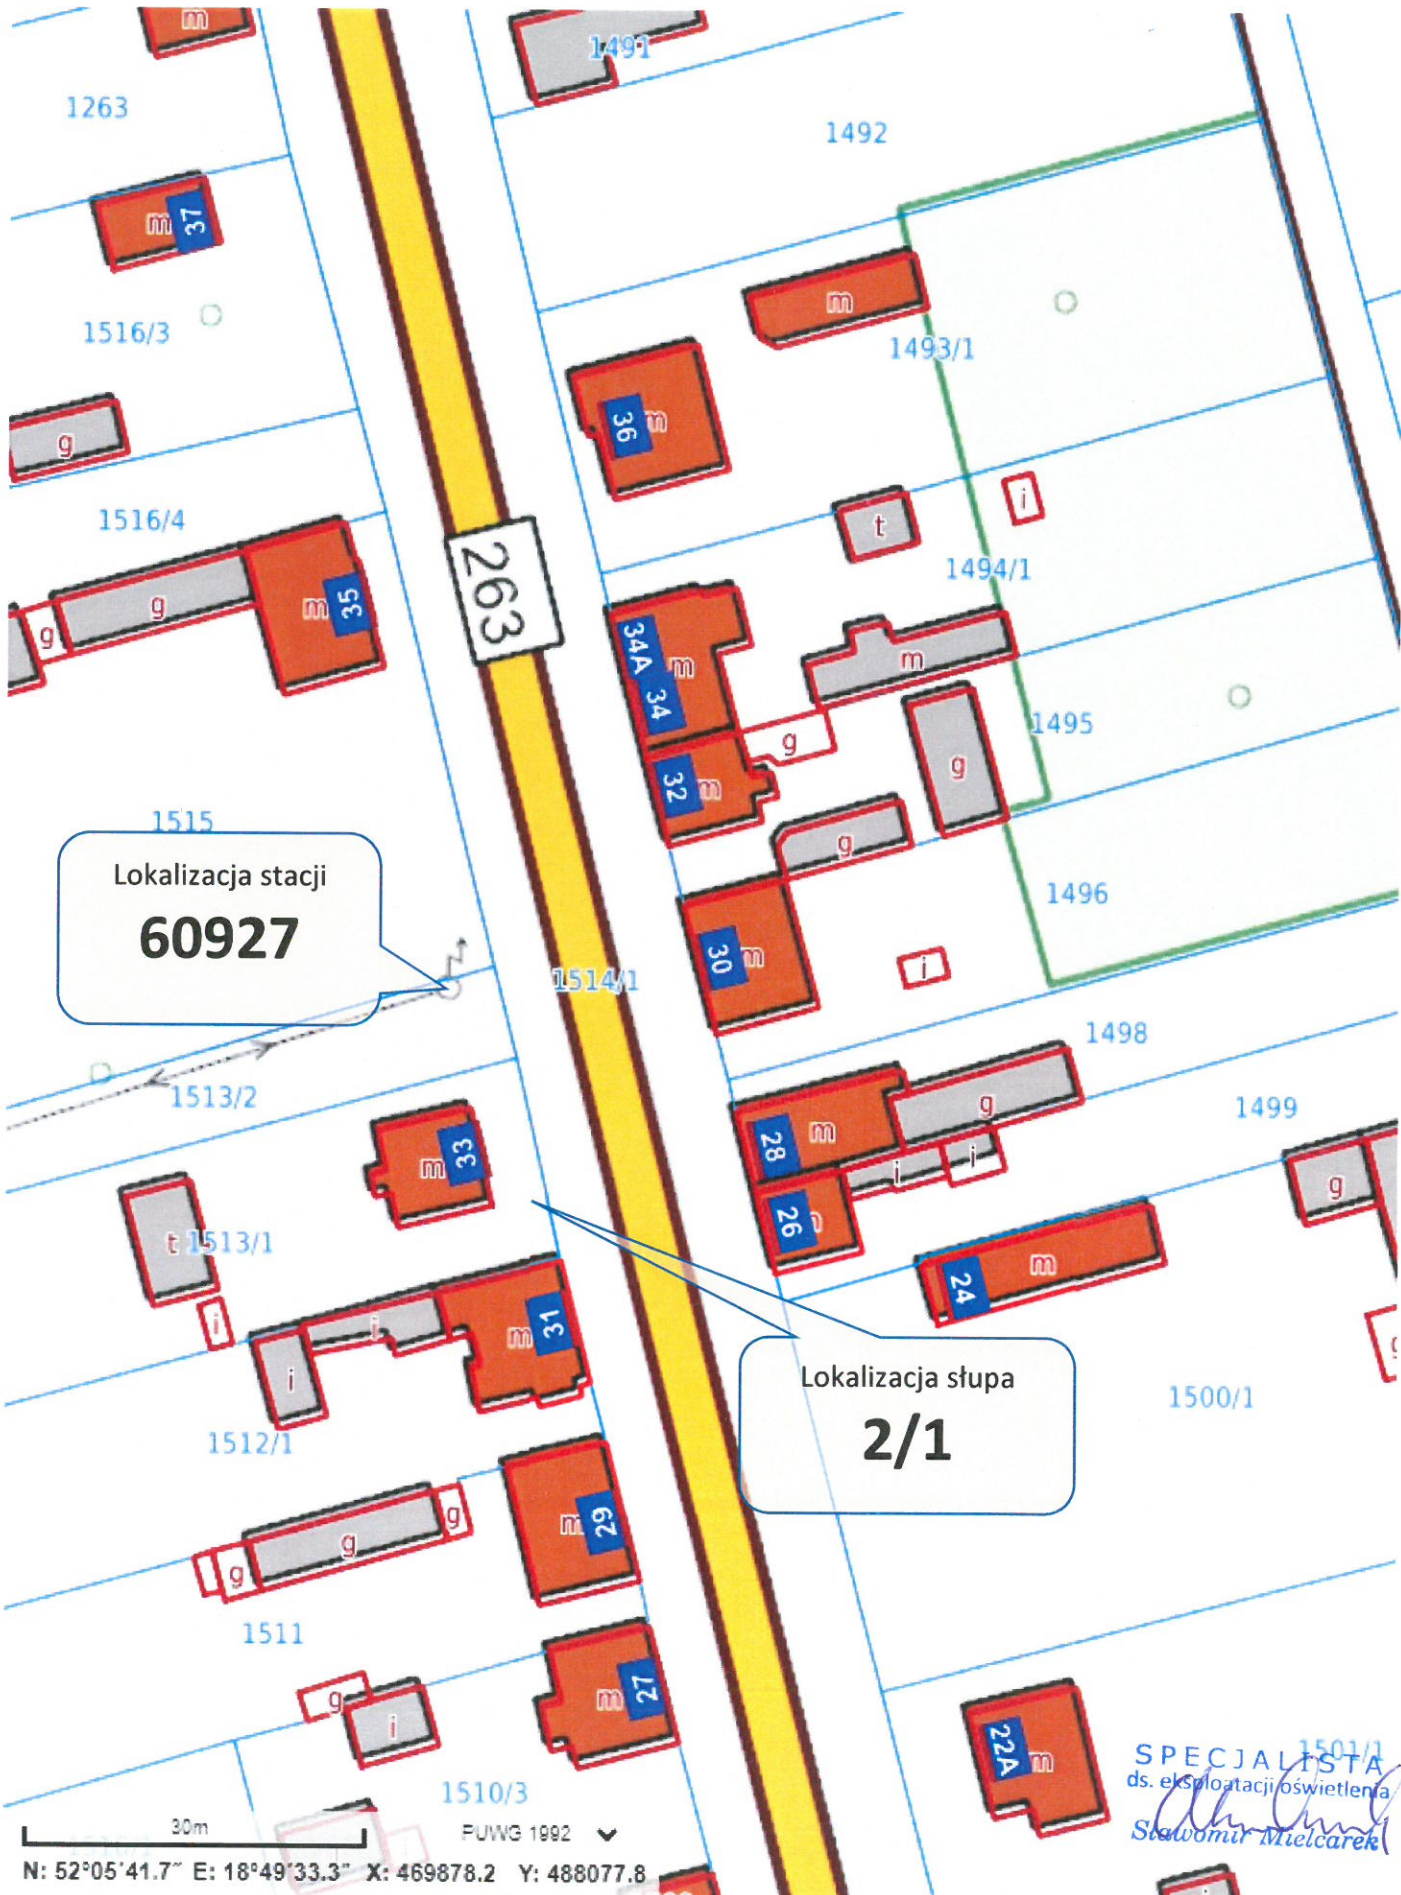 m
1491
1263
1492
m 37
1516/3
m
1493/1
36 m
g
1516/4
i
t
1494/1
263
g
m 35
g
34A
m
34
m
1495
g
g
32 m
1515
g
Lokalizacja stacji
60927
1496
30 m
i
1514/1
1498
1513/2
g
1499
28 m
m 33
i
i
g
26
t 1513/1
24 m
i
i
m 31
i
Lokalizacja słupa
2/1
1500/1
1512/1
g
m 29
g
g
1511
g
m 27
i
22A m
1501/1
SPECJALISTA
ds. eksploatacji oświetlenia
Sławomir Mielcarek
1510/3
30m
PUWG 1992
N: 52°05'41.7" E: 18°49'33.3" X: 469878.2 Y: 488077.8